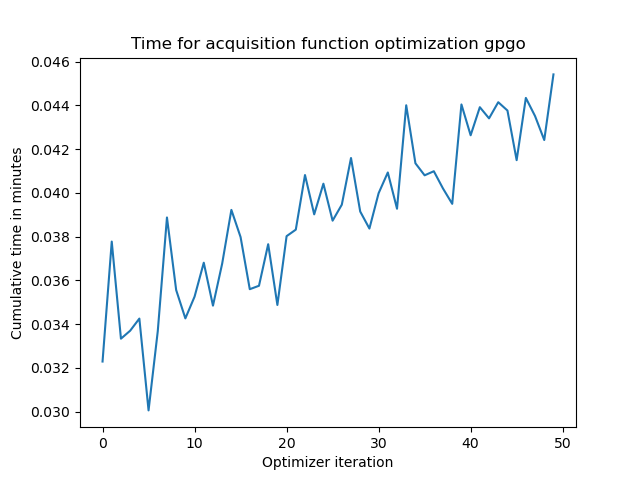 Time for acquisition function optimization gpgo
0.046
0.044
0.042
0.040
0.038
0.036
0.034
0.032
0.030
Cumulative time in minutes
0 10 20 30 40 50
Optimizer iteration